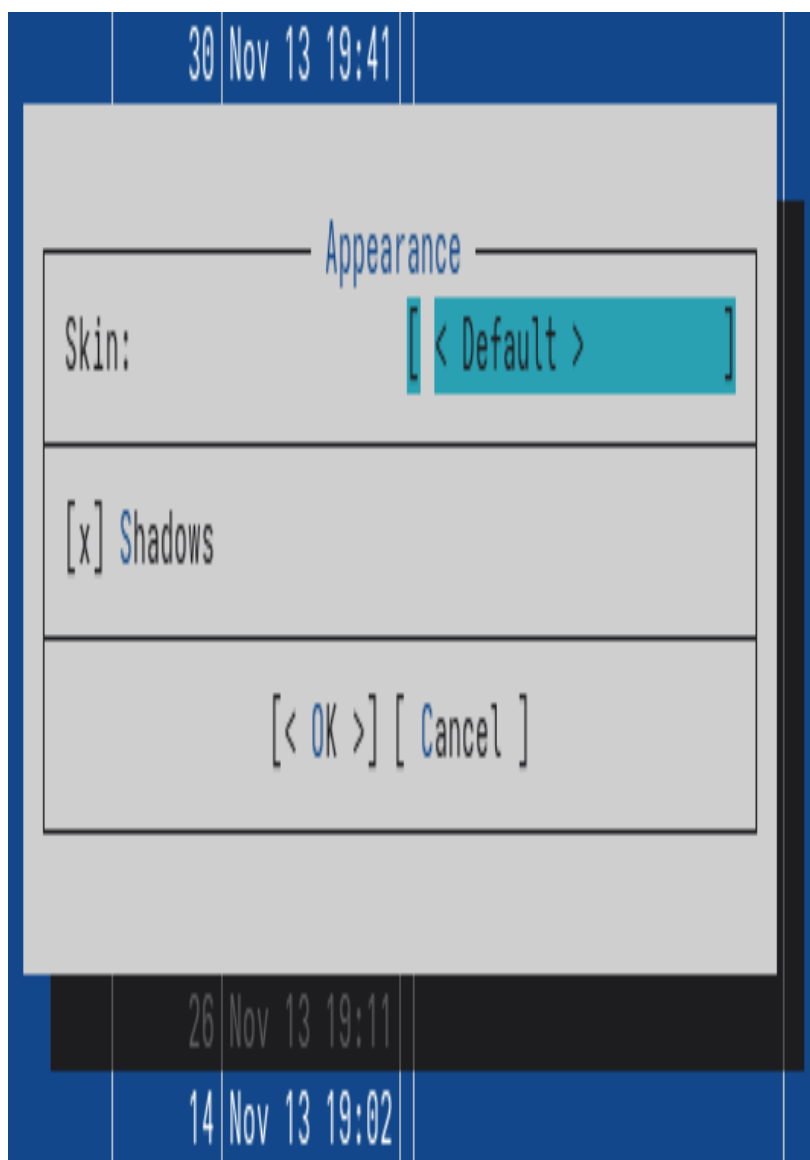 30 Nov 13 19:41
Appearance
Skin: [ < Default > ]
[x] Shadows
[< OK >] [ Cancel ]
26 Nov 13 19:11
14 Nov 13 19:02